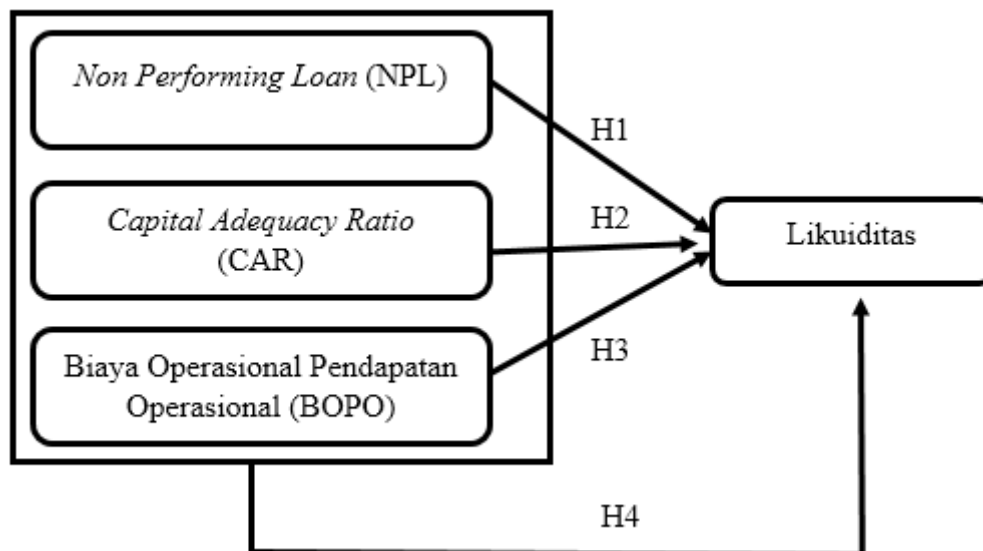 Non Performing Loan (NPL)
H1
Capital Adequacy Ratio
(CAR)
H2
Likuiditas
Biaya Operasional Pendapatan
Operasional (BOPO)
H3
H4